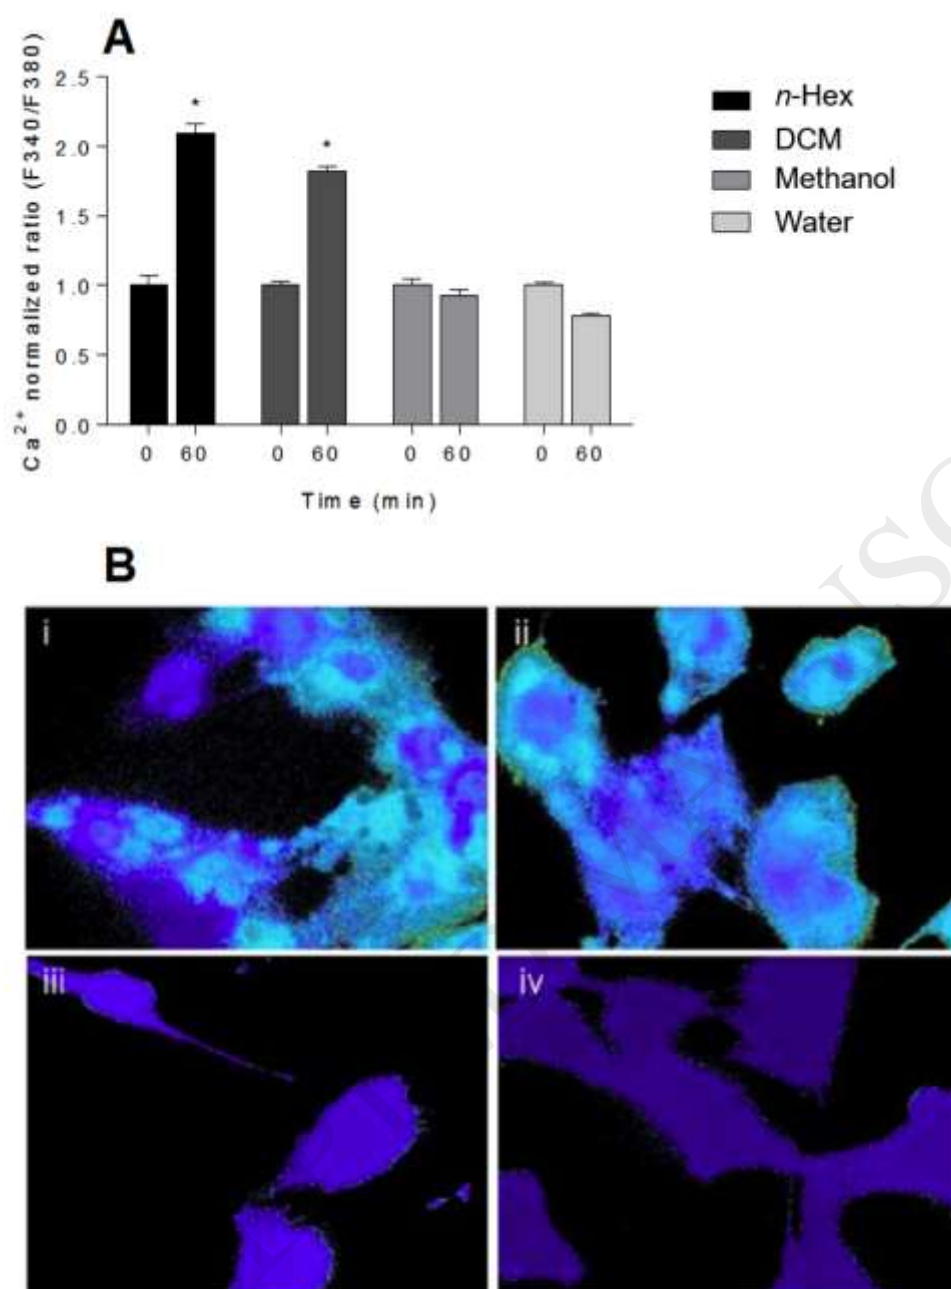 A
Ca²⁺ normalized ratio (F340/F380)
2.5
2.0
1.5
1.0
0.5
0.0
*
*
0 60 0 60 0 60 0 60
Time (min)
n-Hex
DCM
Methanol
Water
B
i
ii
iii
iv